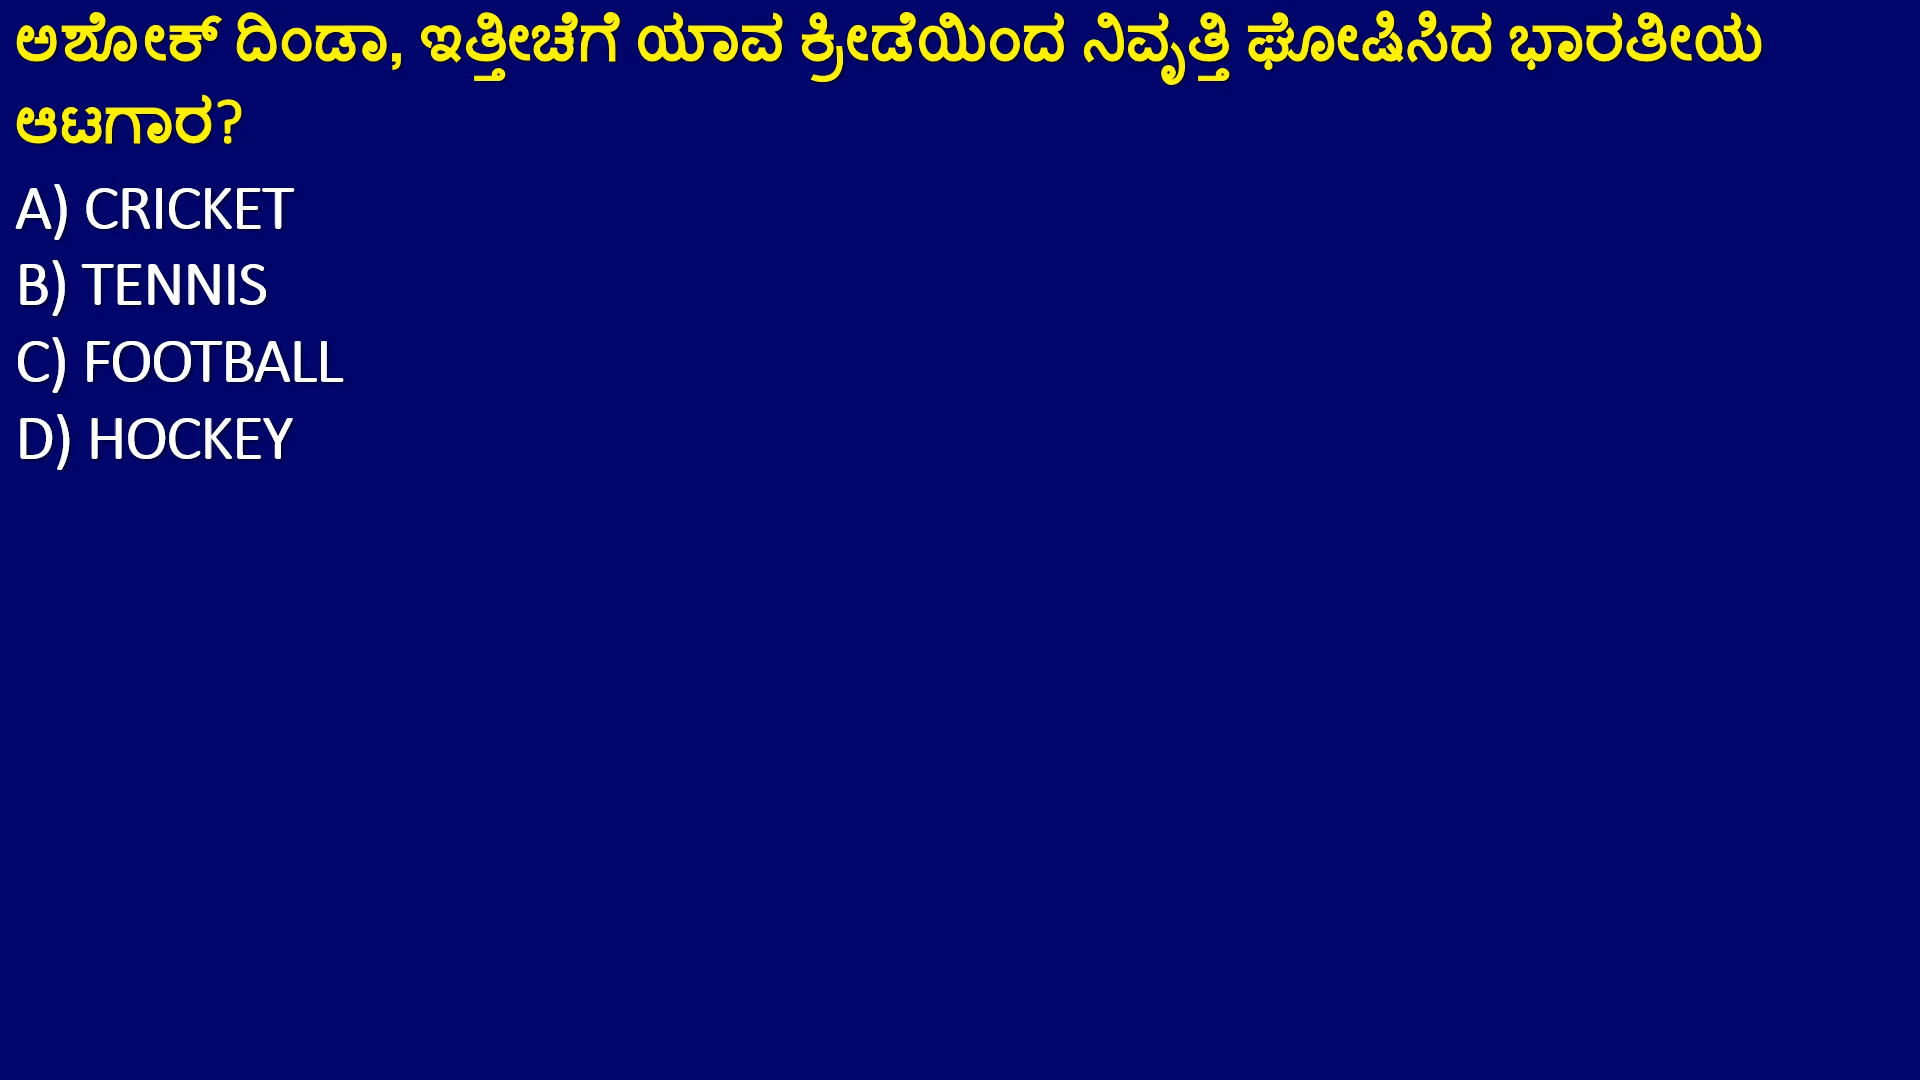 ಅಶೋಕ್ ದಿಂಡಾ, ಇತ್ತೀಚೆಗೆ ಯಾವ ಕ್ರೀಡೆಯಿಂದ ನಿವೃತ್ತಿ ಘೋಷಿಸಿದ ಭಾರತೀಯ
ಆಟಗಾರ?
A) CRICKET
B) TENNIS
C) FOOTBALL
D) HOCKEY